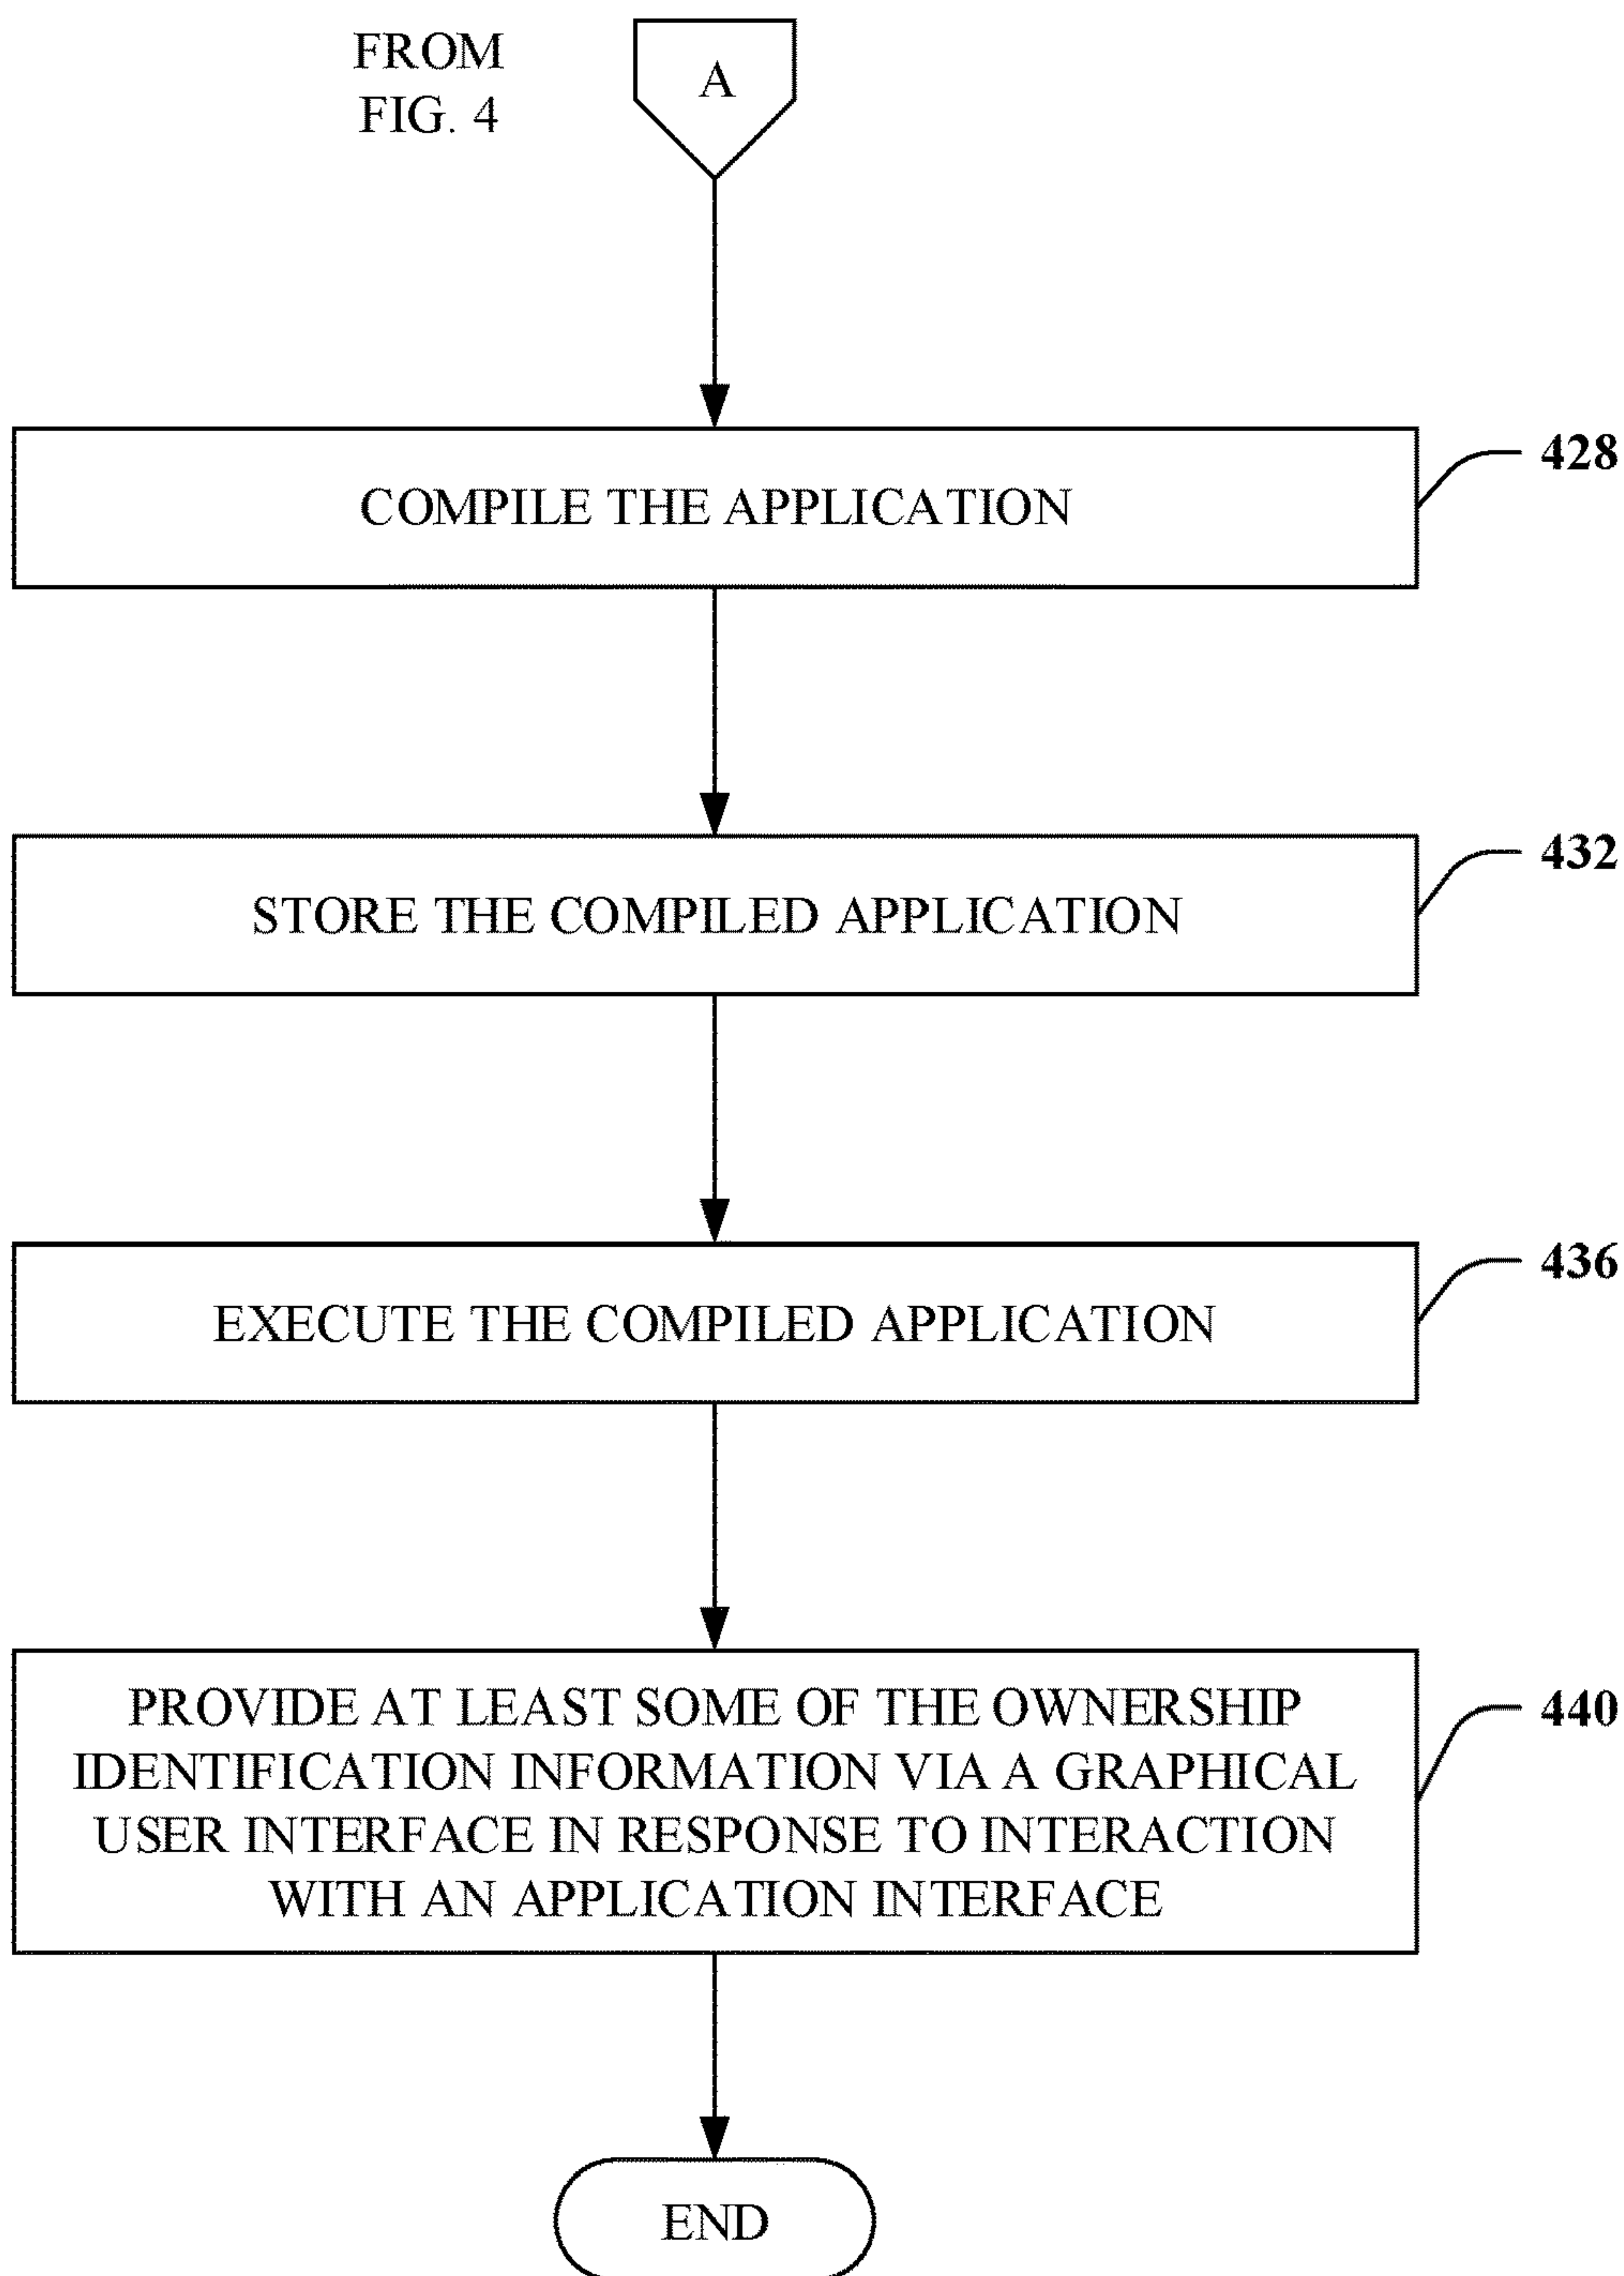 FROM
FIG. 4
A
COMPILE THE APPLICATION
428
STORE THE COMPILED APPLICATION
432
EXECUTE THE COMPILED APPLICATION
436
PROVIDE AT LEAST SOME OF THE OWNERSHIP
IDENTIFICATION INFORMATION VIA A GRAPHICAL
USER INTERFACE IN RESPONSE TO INTERACTION
WITH AN APPLICATION INTERFACE
440
END